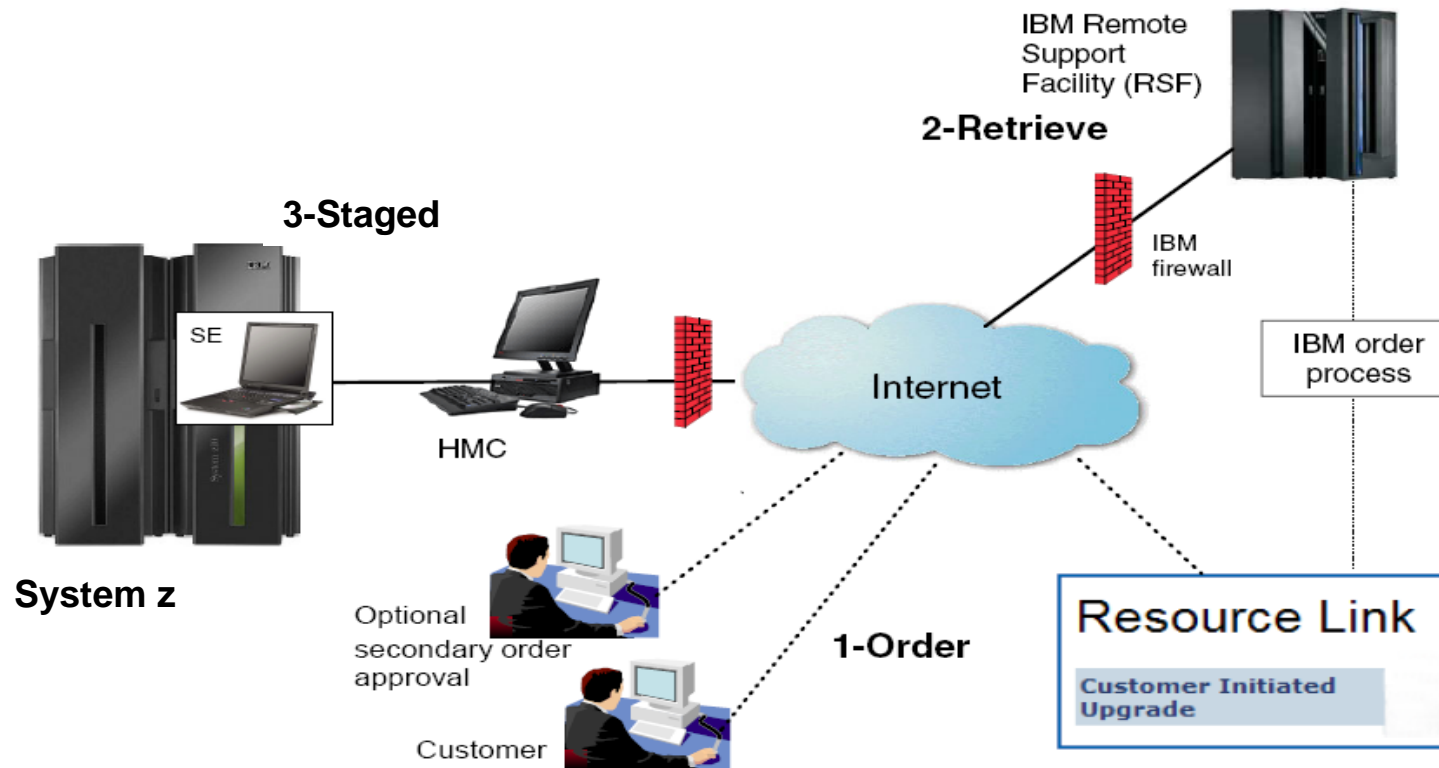 IBM Remote
Support
Facility (RSF)
2-Retrieve
3-Staged
IBM
firewall
IBM
SE
IBM order
process
Internet
HMC
System z
Optional
secondary order
approval
1-Order
Customer
Resource Link
Customer Initiated
Upgrade